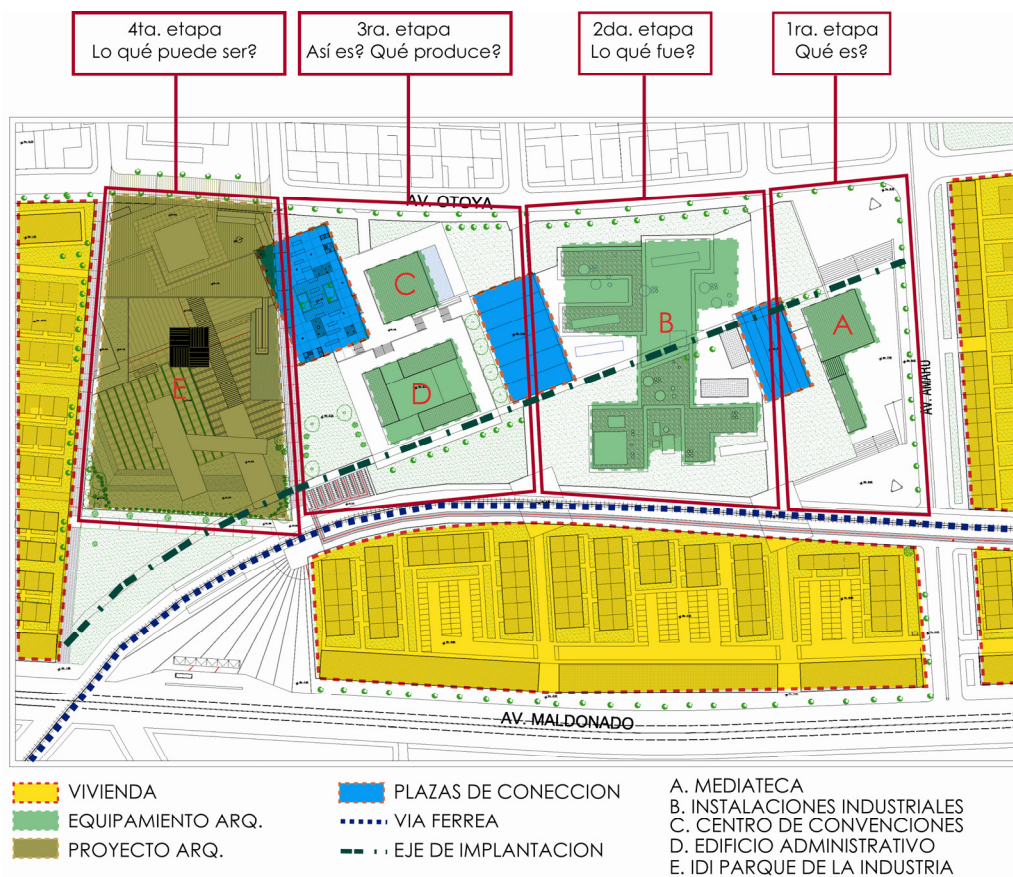 4ta. etapa
Lo qué puede ser?
3ra. etapa
Así es? Qué produce?
2da. etapa
Lo qué fue?
1ra. etapa
Qué es?
AV. OTOYA
C
B
A
D
E
AV. AMARU
AV. MALDONADO
VIVIENDA
EQUIPAMIENTO ARQ.
PROYECTO ARQ.
PLAZAS DE CONECCION
VIA FERREA
EJE DE IMPLANTACION
A. MEDIATECA
B. INSTALACIONES INDUSTRIALES
C. CENTRO DE CONVENCIONES
D. EDIFICIO ADMINISTRATIVO
E. IDI PARQUE DE LA INDUSTRIA